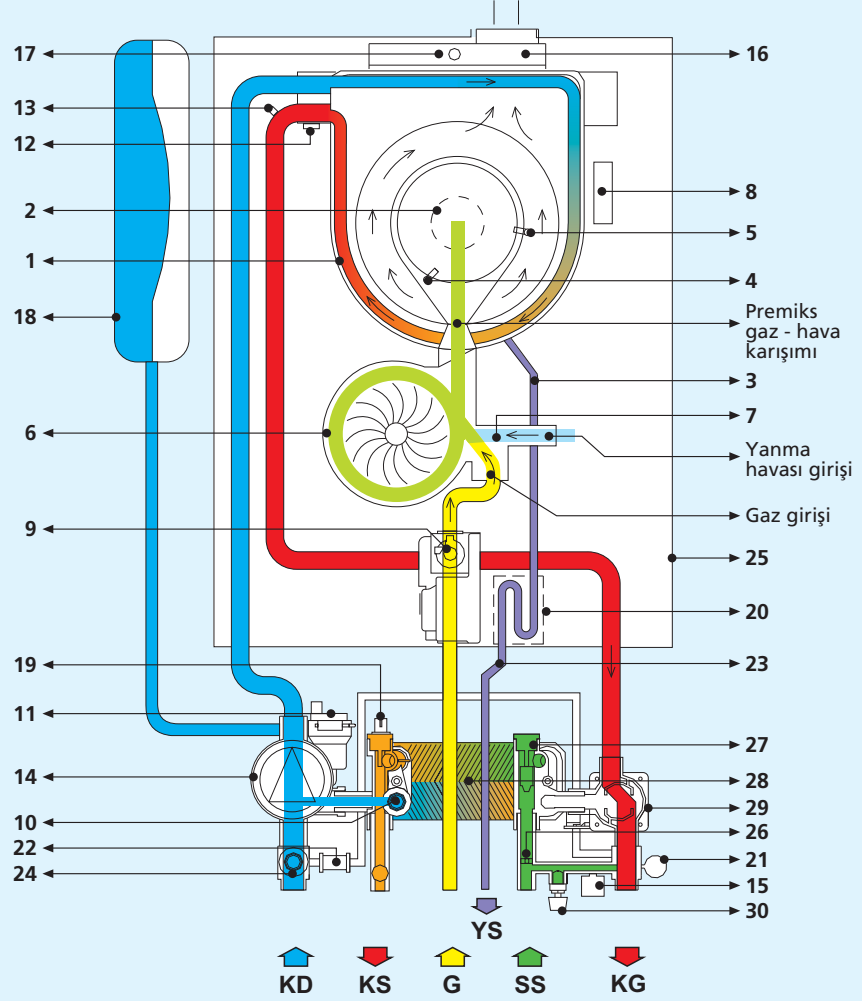 17
16
13
12
8
2
5
1
4
18
Premiks
gaz - hava
karışımı
3
6
7
Yanma
havası girişi
Gaz girişi
9
25
20
19
23
11
27
14
28
10
29
26
22
21
24
15
30
YS
KD
KS
G
SS
KG